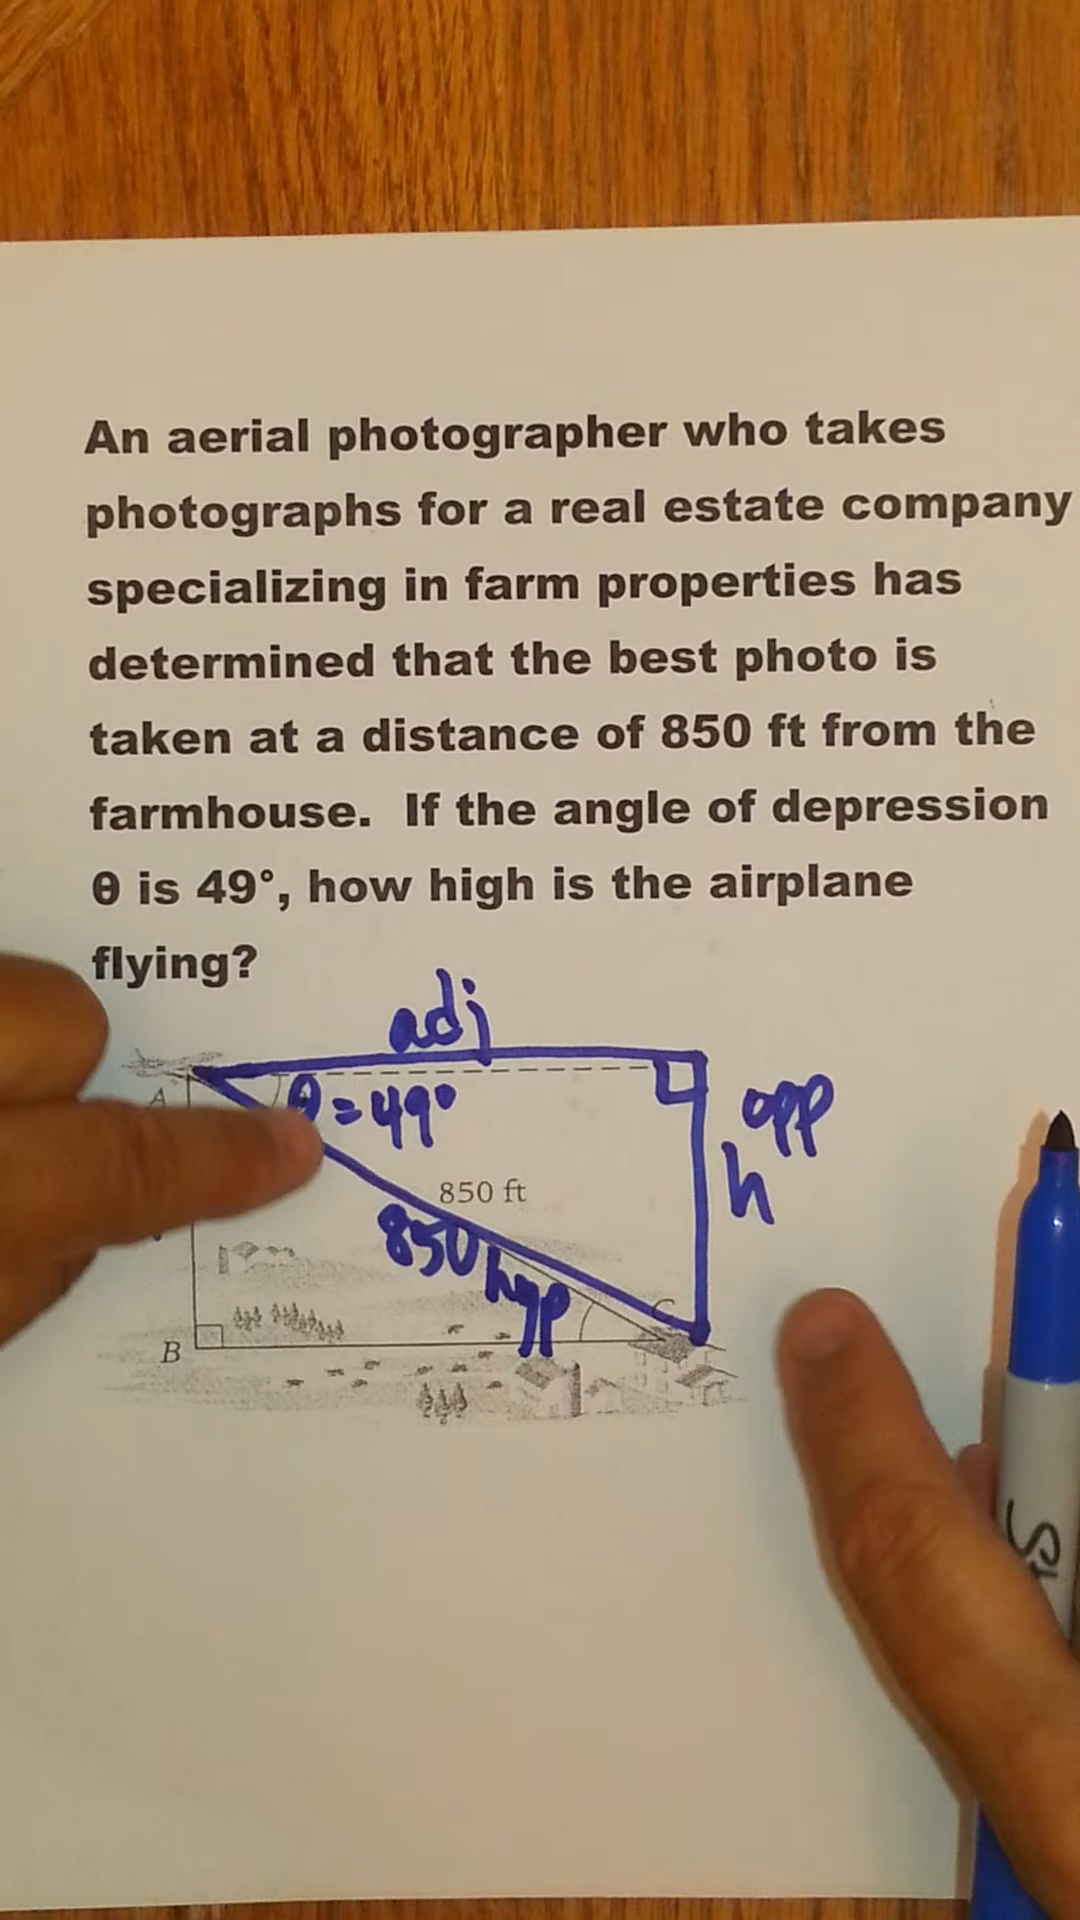 An aerial photographer who takes
photographs for a real estate company
specializing in farm properties has
determined that the best photo is
taken at a distance of 850 ft from the
farmhouse. If the angle of depression
θ is 49°, how high is the airplane
flying?
adj
A
θ = 49°
opp
h
850 ft
850 hyp
C
B